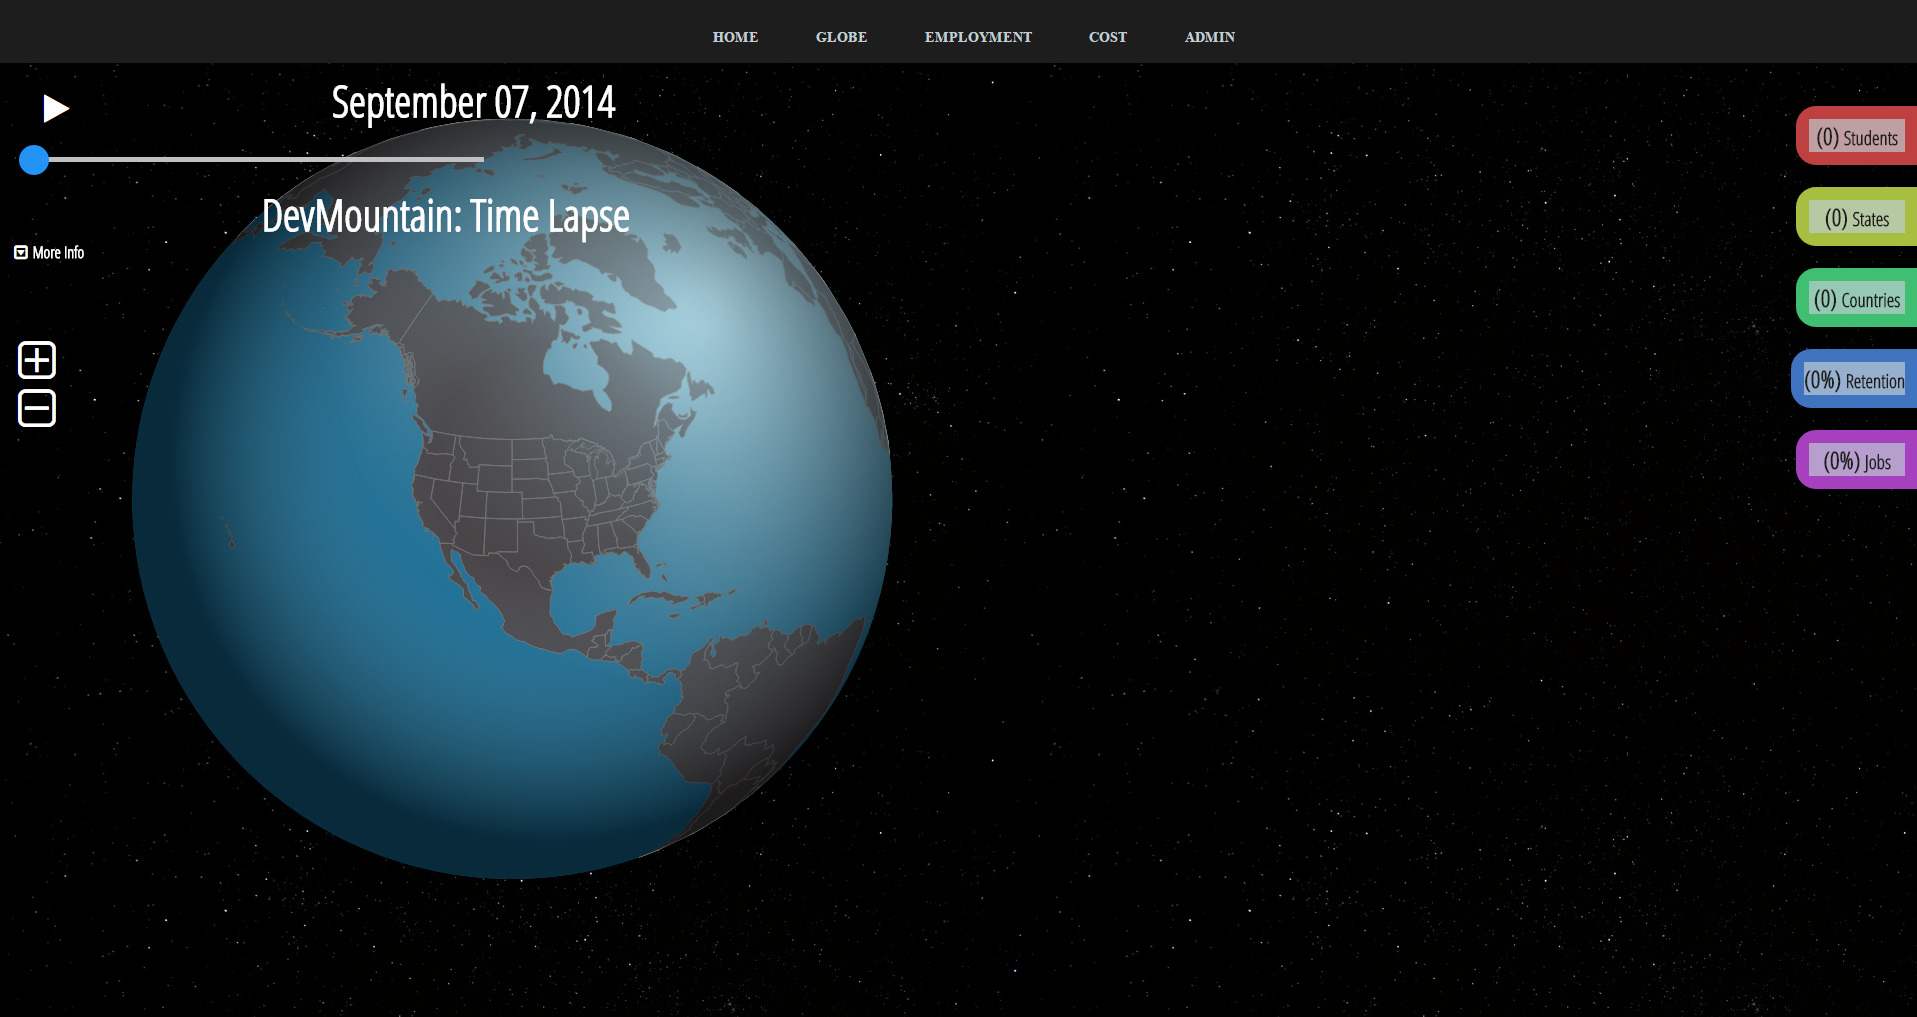 HOME GLOBE EMPLOYMENT COST ADMIN
September 07, 2014
DevMountain: Time Lapse
More Info
(0) Students
(0) States
(0) Countries
(0%) Retention
(0%) Jobs